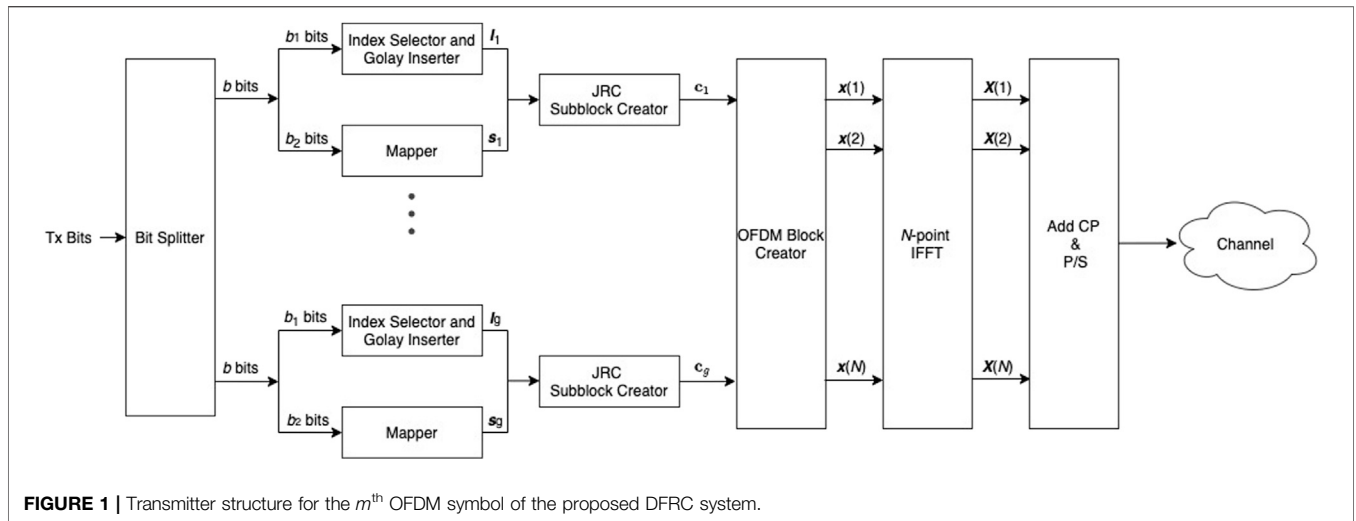 Tx Bits
Bit Splitter
b bits
b1 bits
b2 bits
Index Selector and
Golay Inserter
I1
Mapper
s1
JRC
Subblock Creator
c1
b bits
b1 bits
b2 bits
Index Selector and
Golay Inserter
Ig
Mapper
sg
JRC
Subblock Creator
cg
OFDM Block
Creator
x(1)
x(2)
x(N)
N-point
IFFT
X(1)
X(2)
X(N)
Add CP
&
P/S
Channel
FIGURE 1 | Transmitter structure for the mth OFDM symbol of the proposed DFRC system.